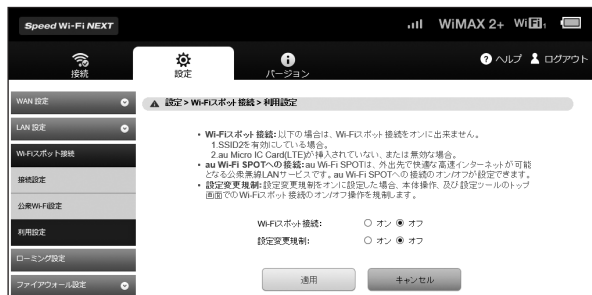 Speed Wi-Fi NEXT
WiMAX 2+ WiFi1
接続
設定
バージョン
ヘルプ
ログアウト
WAN 設定
LAN 設定
Wi-Fiスポット接続
接続設定
公衆Wi-Fi設定
利用設定
ローミング設定
ファイアウォール設定
設定 > Wi-Fiスポット 接続 > 利用設定
• Wi-Fiスポット 接続: 以下の場合は、Wi-Fiスポット接続をオンに出来ません。
1.SSID2を有効にしている場合。
2.au Micro IC Card(LTE)が挿入されていない、または無効な場合。
• au Wi-Fi SPOTへの接続: au Wi-Fi SPOTは、外出先で快適な高速インターネットが可能
となる公衆無線LANサービスです。au Wi-Fi SPOTへの接続のオン/オフが設定できます。
• 設定変更規制: 設定変更規制をオンに設定した場合、本体操作、及び設定ツールのトップ
画面でのWi-Fiスポット接続のオン/オフ操作を規制します。
Wi-Fiスポット接続: オン オフ
設定変更規制: オン オフ
適用
キャンセル